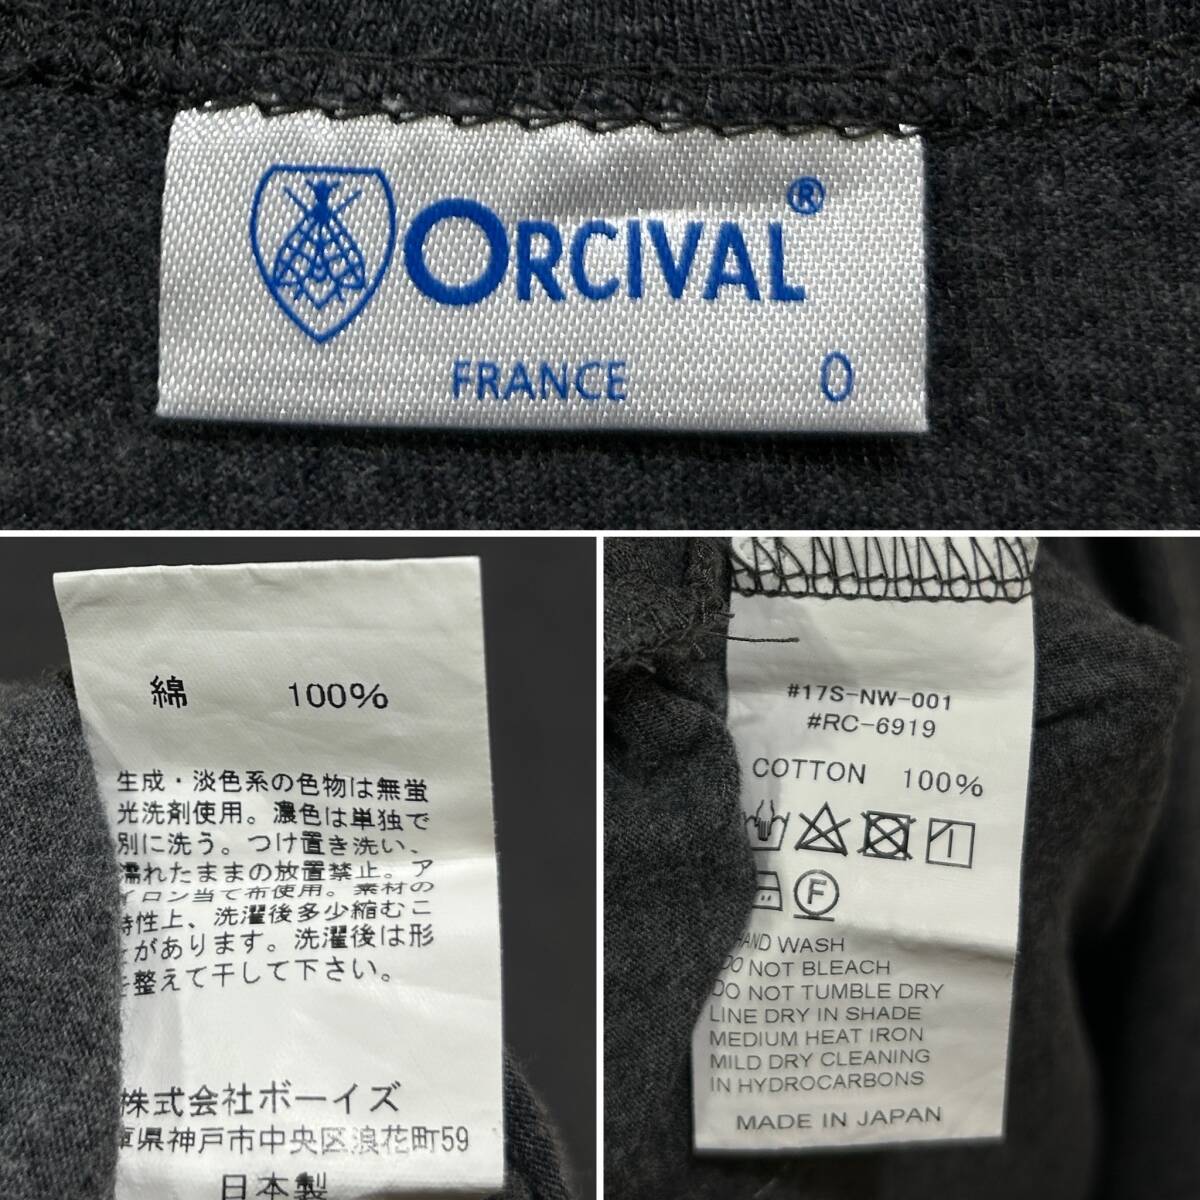 ORCIVAL®
FRANCE 0
綿 100%
生成・淡色系の色物は無蛍
光洗剤使用。濃色は単独で
別に洗う。つけ置き洗い、
濡れたままの放置禁止。ア
イロン当て布使用。素材の
特性上、洗濯後多少縮むこ
とがあります。洗濯後は形
を整えて干して下さい。
株式会社ボーイズ
庫県神戸市中央区浪花町59
日本製
#17S-NW-001
#RC-6919
COTTON 100%
F
HAND WASH
DO NOT BLEACH
DO NOT TUMBLE DRY
LINE DRY IN SHADE
MEDIUM HEAT IRON
MILD DRY CLEANING
IN HYDROCARBONS
MADE IN JAPAN